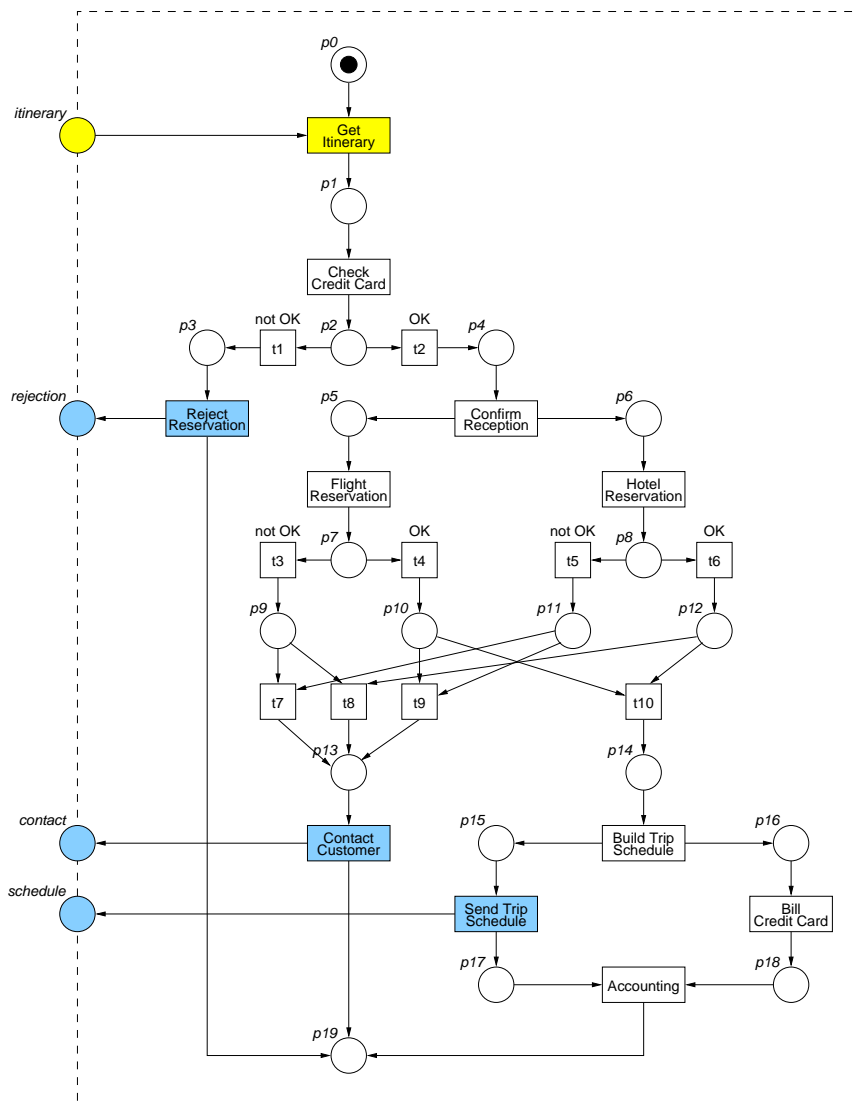 p0
itinerary
Get
Itinerary
p1
Check
Credit Card
p3
not OK
p2
OK
p4
t1
t2
rejection
Reject
Reservation
p5
Confirm
Reception
p6
Flight
Reservation
Hotel
Reservation
not OK
p7
OK
not OK
p8
OK
t3
t4
t5
t6
p9
p10
p11
p12
t7
t8
t9
t10
p13
p14
contact
Contact
Customer
p15
Build Trip
Schedule
p16
schedule
Send Trip
Schedule
Bill
Credit Card
p17
Accounting
p18
p19